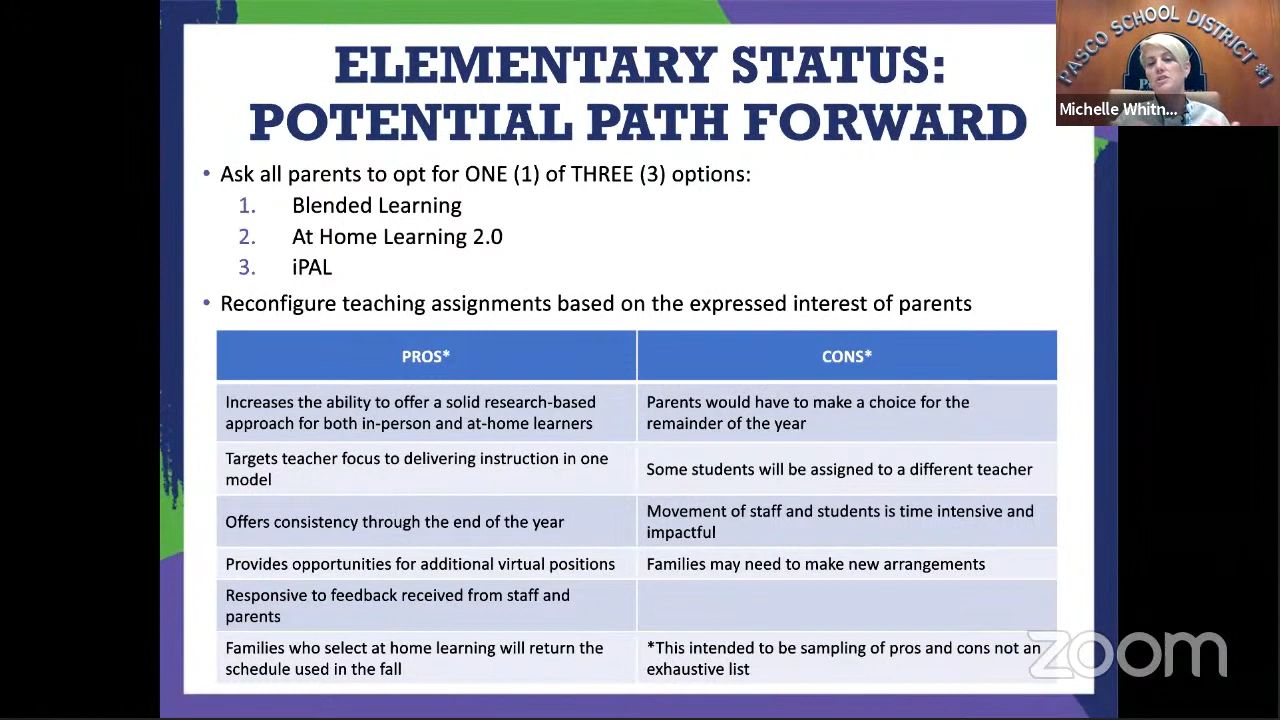 ELEMENTARY STATUS:
POTENTIAL PATH FORWARD
PASCO SCHOOL DISTRICT #1
Michelle Whitn...
• Ask all parents to opt for ONE (1) of THREE (3) options:
1. Blended Learning
2. At Home Learning 2.0
3. iPAL
• Reconfigure teaching assignments based on the expressed interest of parents
PROS*
CONS*
Increases the ability to offer a solid research-based
approach for both in-person and at-home learners
Parents would have to make a choice for the
remainder of the year
Targets teacher focus to delivering instruction in one
model
Some students will be assigned to a different teacher
Offers consistency through the end of the year
Movement of staff and students is time intensive and
impactful
Provides opportunities for additional virtual positions
Families may need to make new arrangements
Responsive to feedback received from staff and
parents
Families who select at home learning will return the
schedule used in the fall
*This intended to be sampling of pros and cons not an
exhaustive list
zoom